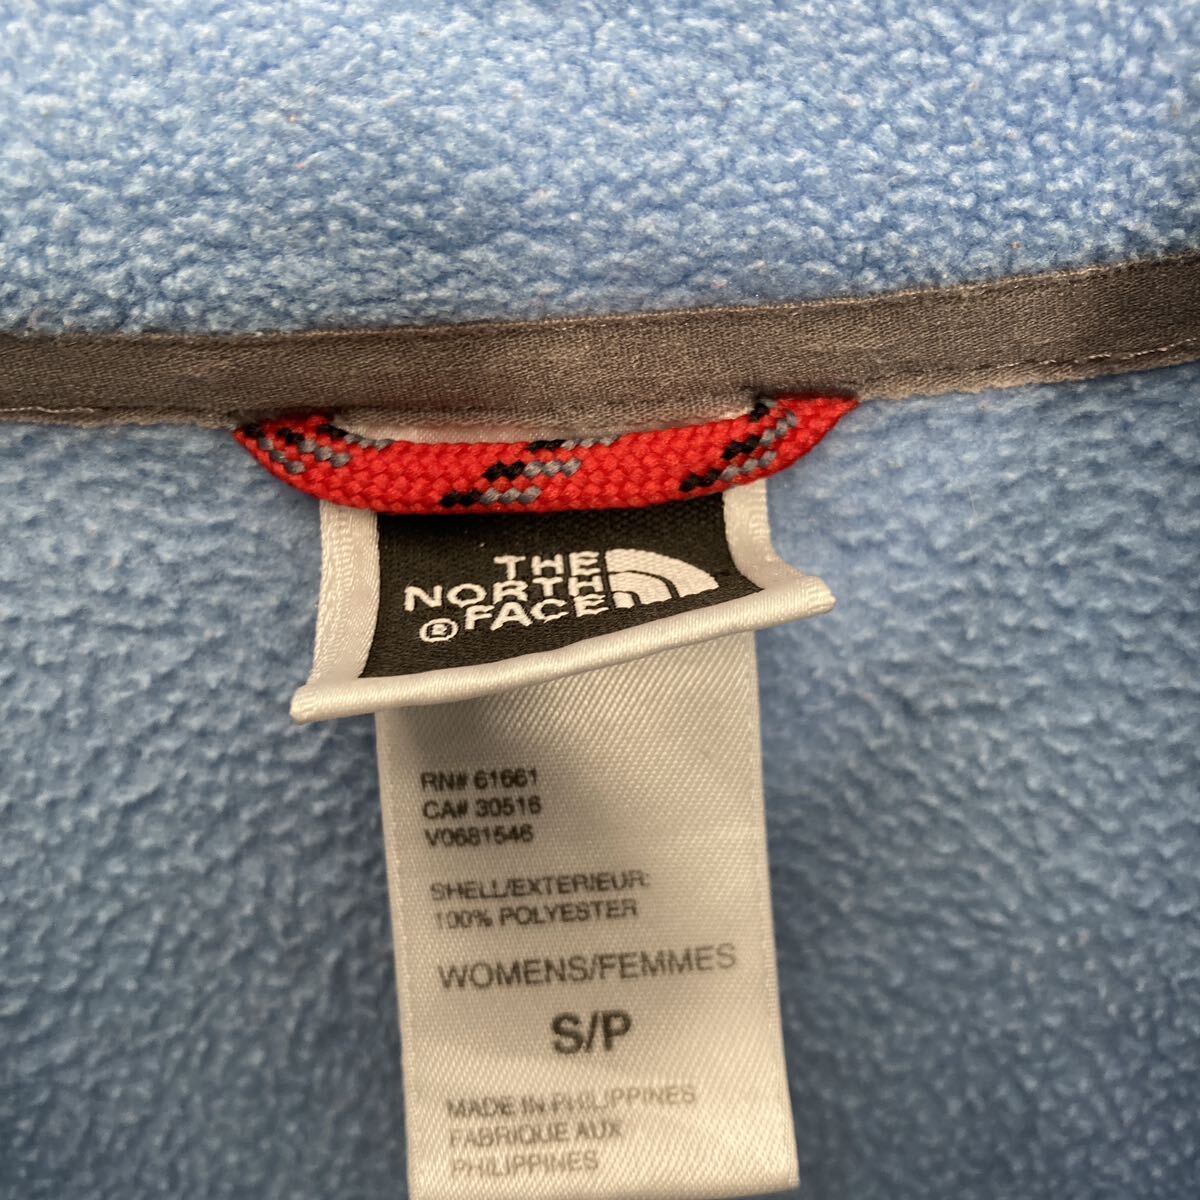 THE
NORTH
® FACE
RN# 61661
CA# 30516
V0681546
SHELL/EXTERIEUR:
100% POLYESTER
WOMENS/FEMMES
S/P
MADE IN PHILIPPINES
FABRIQUE AUX
PHILIPPINES